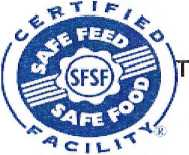 CERTIFIED
SAFE FEED
SFSF
SAFE FOOD
FACILITY®
T